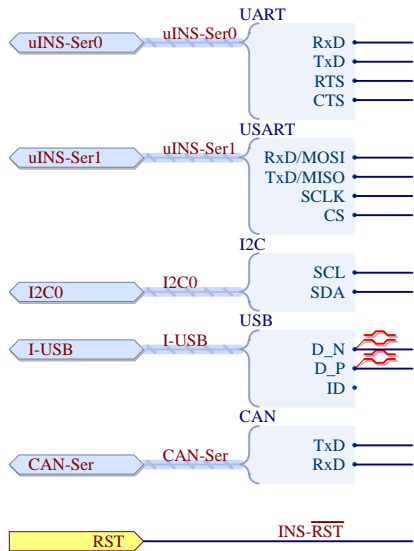 UART
uINS-Ser0 uINS-Ser0 RxD
TxD
RTS
CTS
USART
uINS-Ser1 uINS-Ser1 RxD/MOSI
TxD/MISO
SCLK
CS
I2C
SCL
I2C0 I2C0 SDA
USB
I-USB I-USB D_N
D_P
ID
CAN
TxD
CAN-Ser CAN-Ser RxD
RST INS-RST